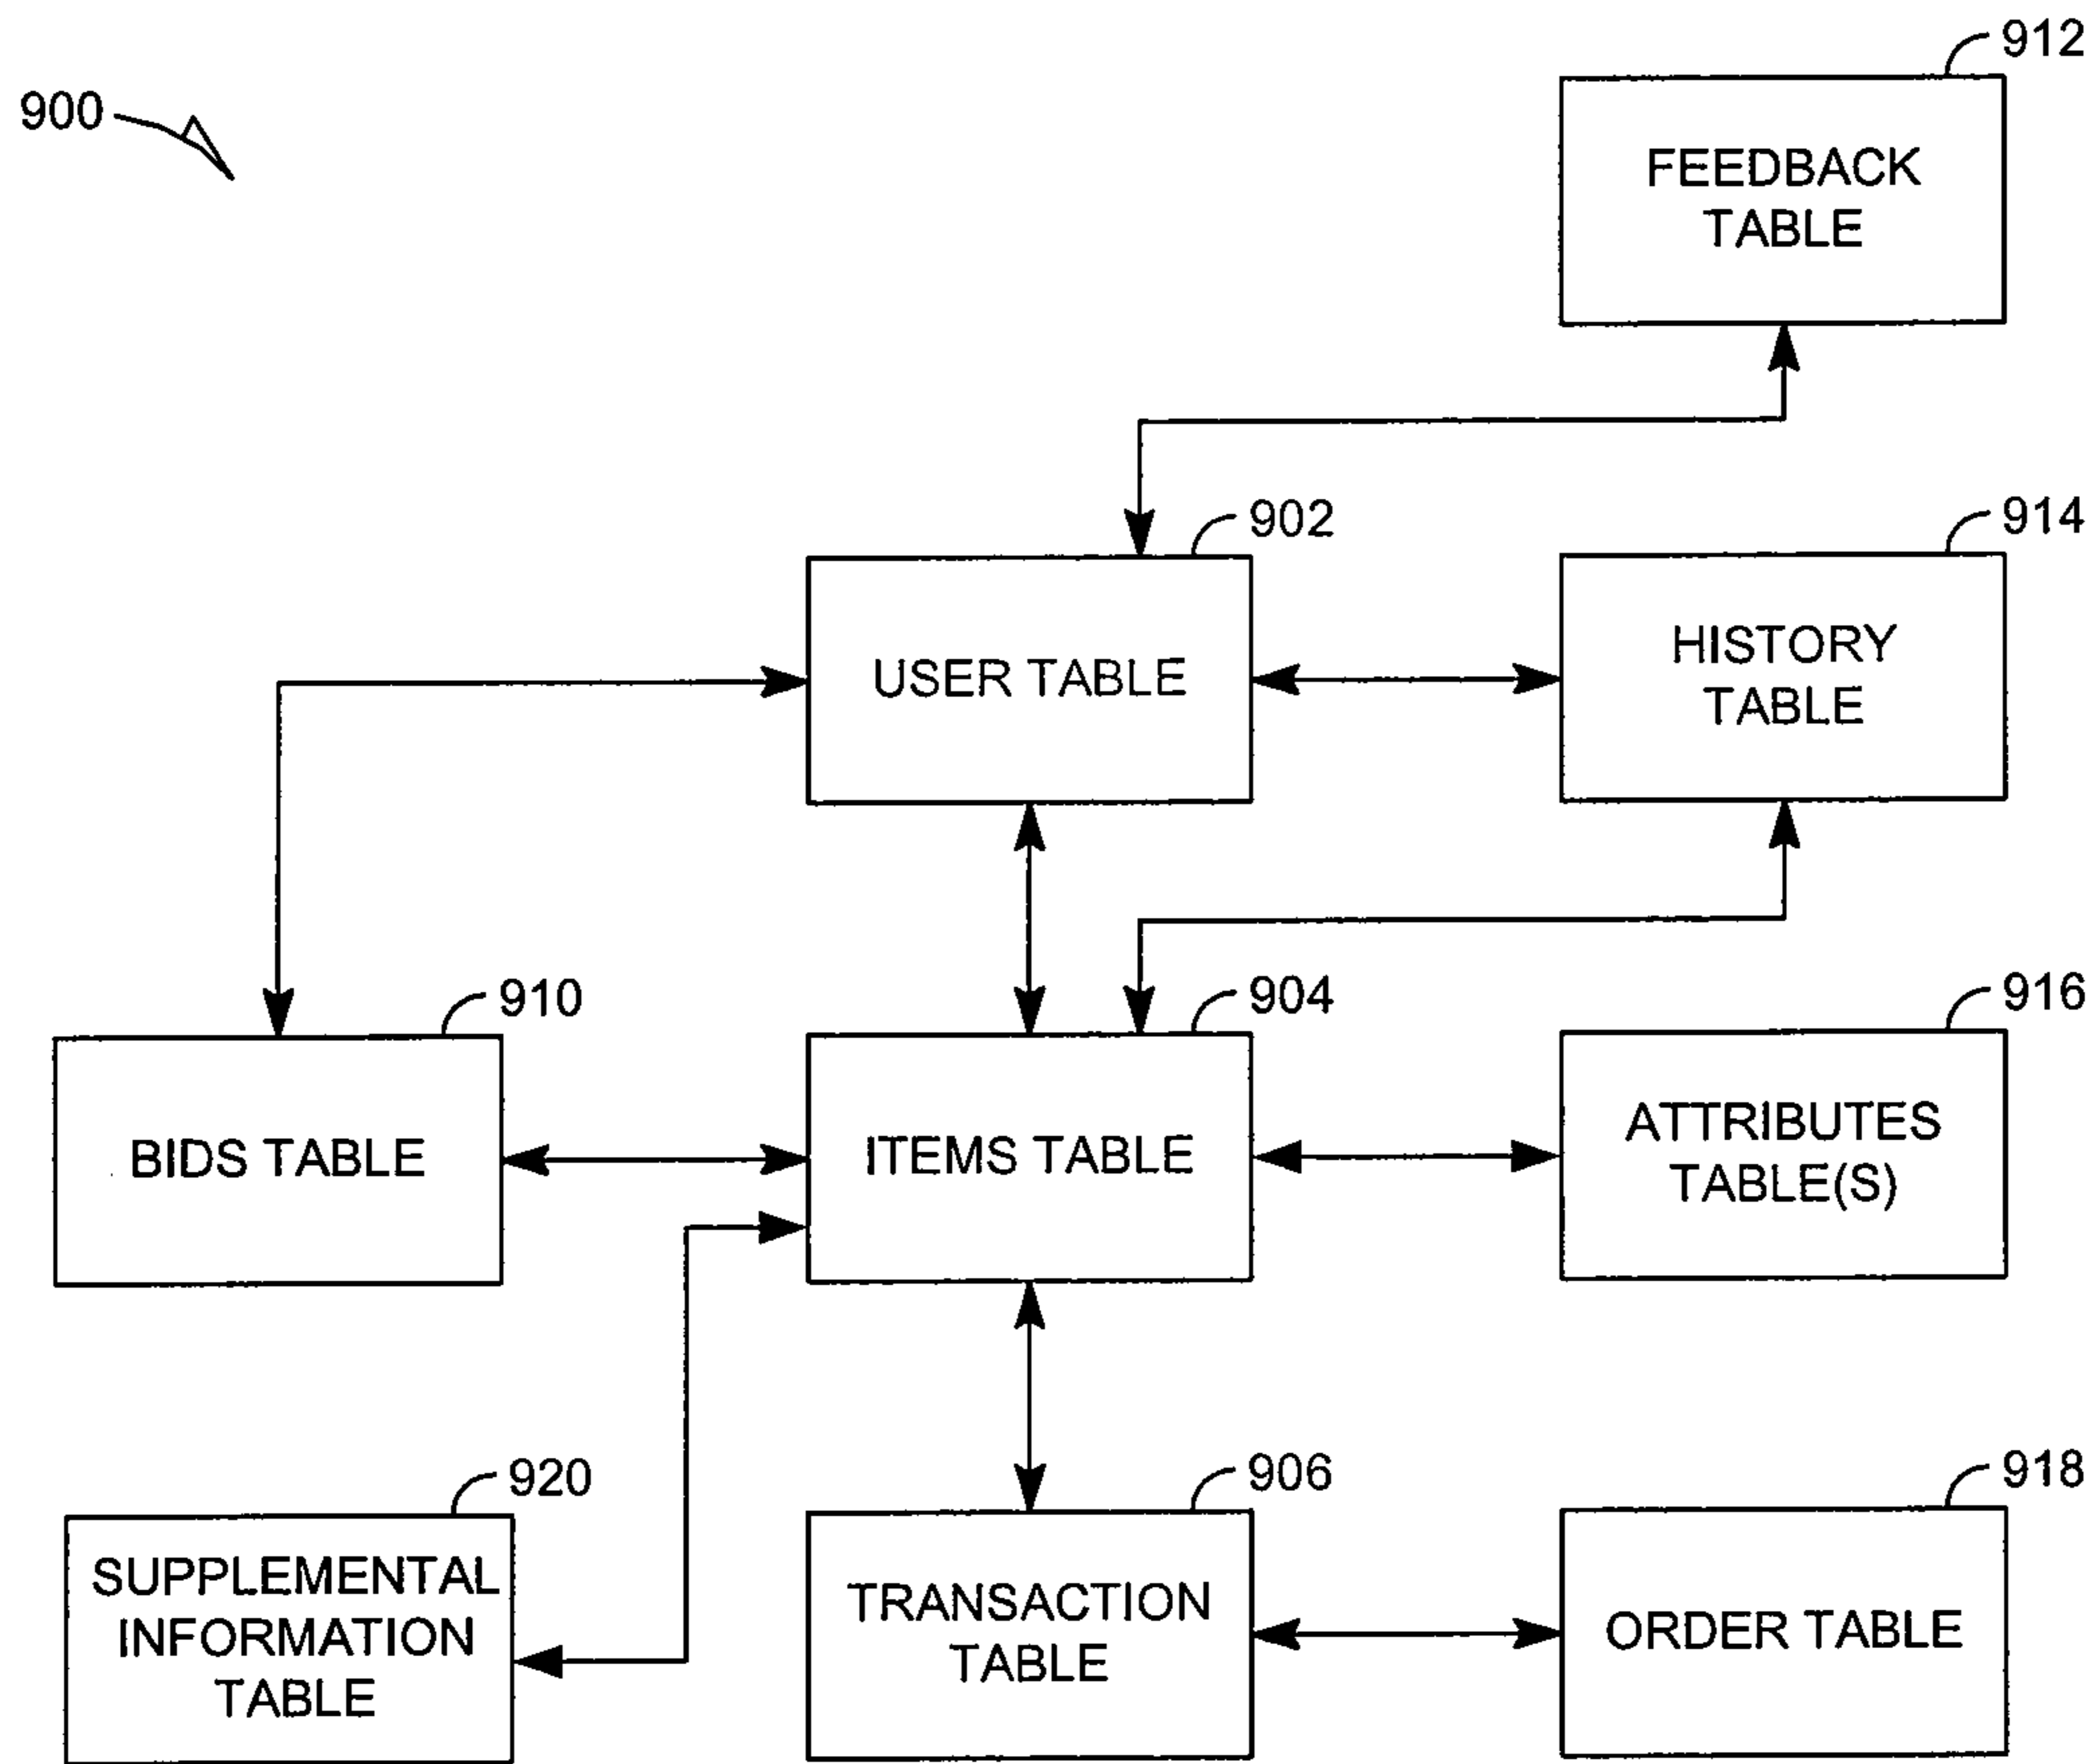 912
900
FEEDBACK
TABLE
902
914
USER TABLE
HISTORY
TABLE
910
904
916
BIDS TABLE
ITEMS TABLE
ATTRIBUTES
TABLE(S)
920
906
918
SUPPLEMENTAL
INFORMATION
TABLE
TRANSACTION
TABLE
ORDER TABLE